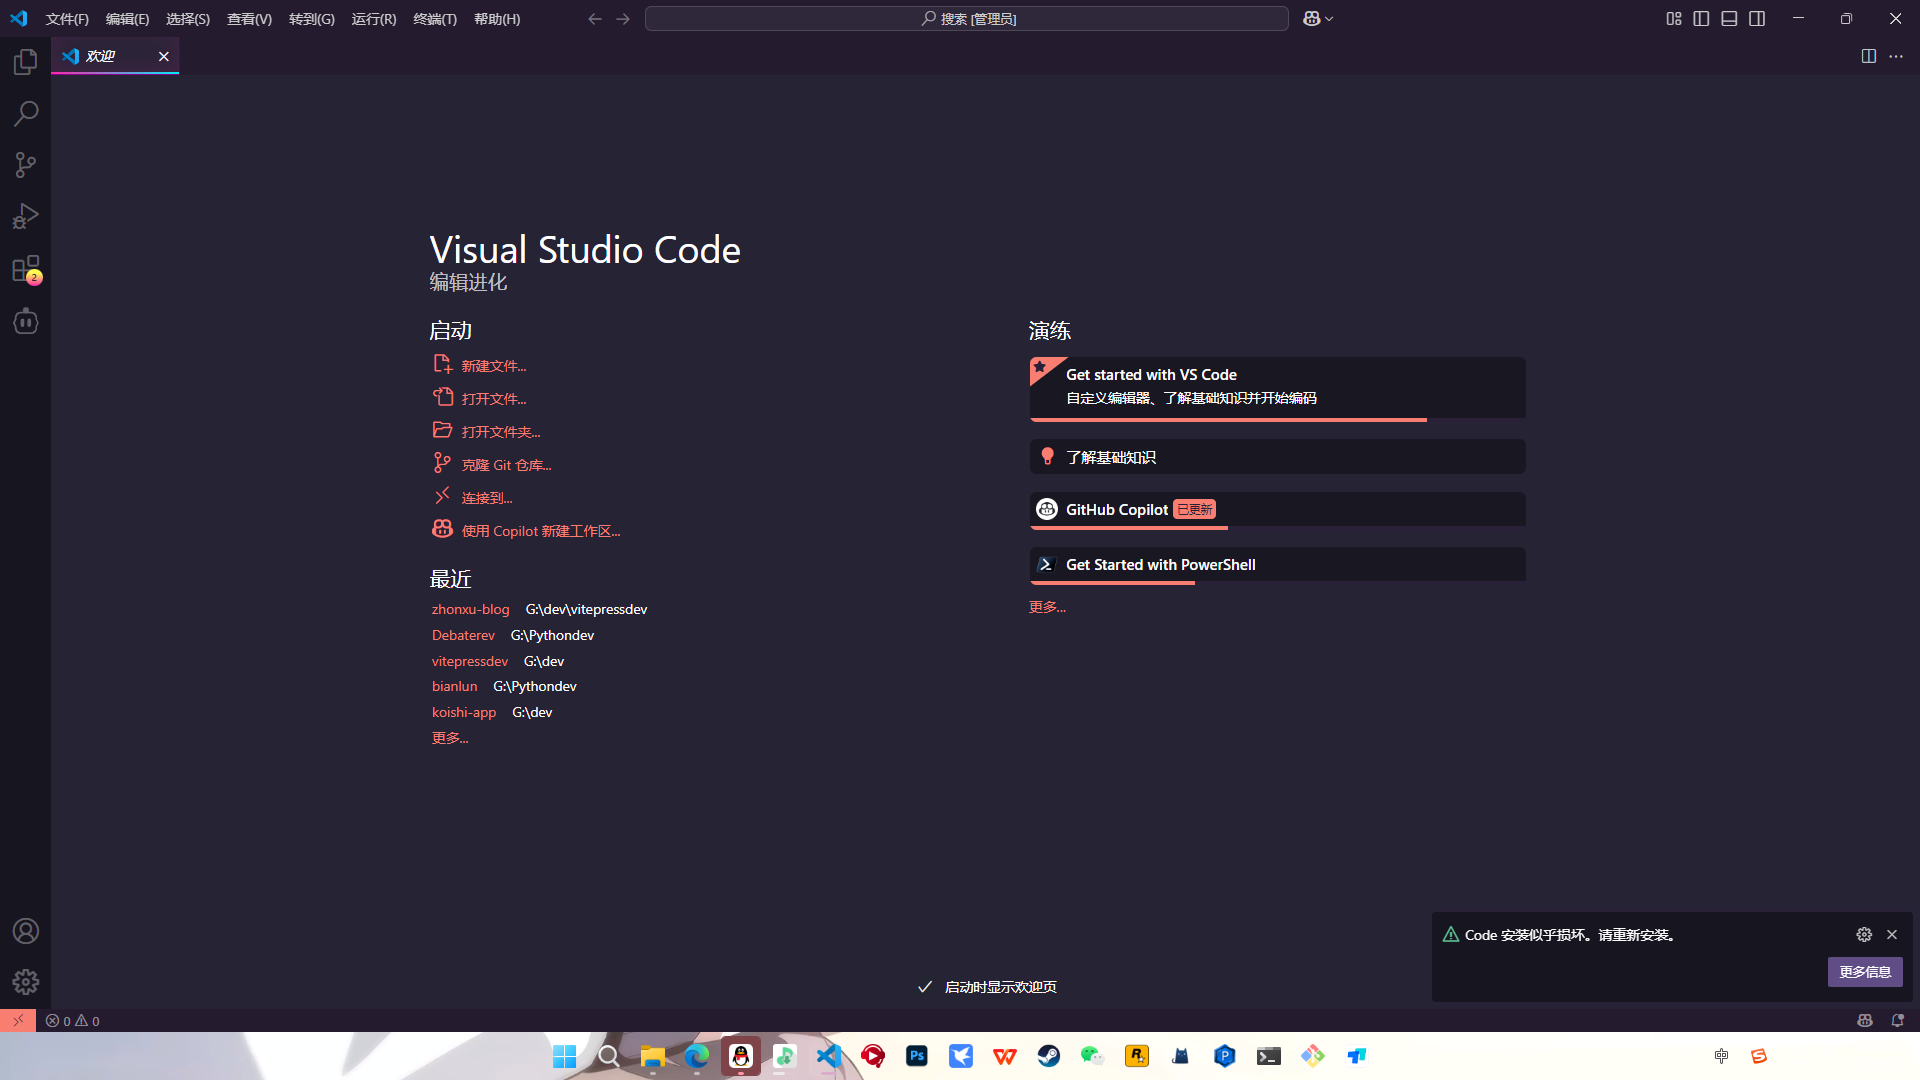 文件(F) 编辑(E) 选择(S) 查看(V) 转到(G) 运行(R) 终端(T) 帮助(H) 搜索 [管理员]
欢迎
2
Visual Studio Code
编辑进化
启动
新建文件...
打开文件...
打开文件夹...
克隆 Git 仓库...
连接到...
使用 Copilot 新建工作区...
最近
zhonxu-blog G:\dev\vitepressdev
Debaterev G:\Pythondev
vitepressdev G:\dev
bianlun G:\Pythondev
koishi-app G:\dev
更多...
演练
Get started with VS Code
自定义编辑器、了解基础知识并开始编码
了解基础知识
GitHub Copilot 已更新
Get Started with PowerShell
更多...
Code 安装似乎损坏。请重新安装。
更多信息
启动时显示欢迎页
0 0
Ps
R
P
中